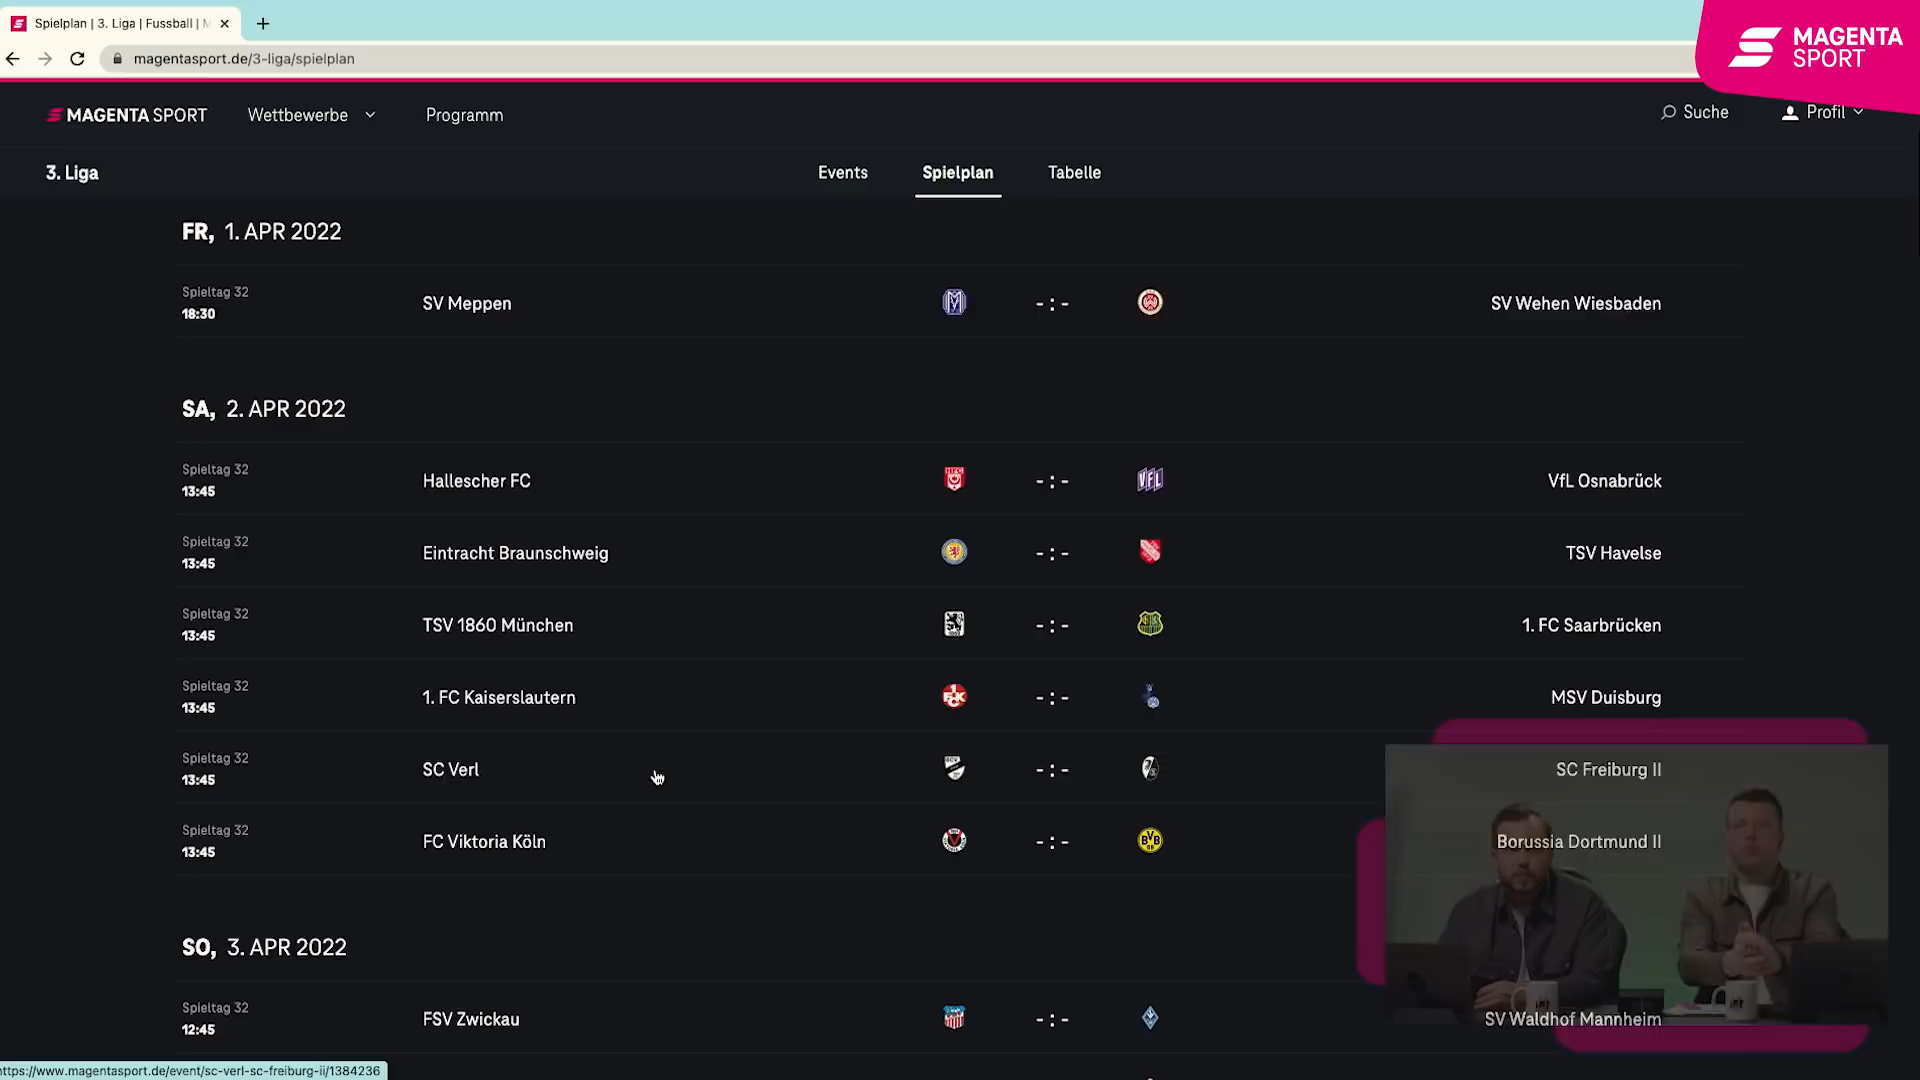 Spielplan | 3. Liga | Fussball |
magentasport.de/3-liga/spielplan
MAGENTA
SPORT
MAGENTA SPORT
Wettbewerbe
Programm
Suche
Profil
3. Liga
Events
Spielplan
Tabelle
FR, 1. APR 2022
Spieltag 32
18:30
SV Meppen
- : -
SV Wehen Wiesbaden
SA, 2. APR 2022
Spieltag 32
13:45
Hallescher FC
- : -
VfL Osnabrück
Spieltag 32
13:45
Eintracht Braunschweig
- : -
TSV Havelse
Spieltag 32
13:45
TSV 1860 München
- : -
1. FC Saarbrücken
Spieltag 32
13:45
1. FC Kaiserslautern
- : -
MSV Duisburg
Spieltag 32
13:45
SC Verl
- : -
SC Freiburg II
Spieltag 32
13:45
FC Viktoria Köln
- : -
Borussia Dortmund II
SO, 3. APR 2022
Spieltag 32
12:45
FSV Zwickau
- : -
SV Waldhof Mannheim
https://www.magentasport.de/event/sc-verl-sc-freiburg-ii/1384236